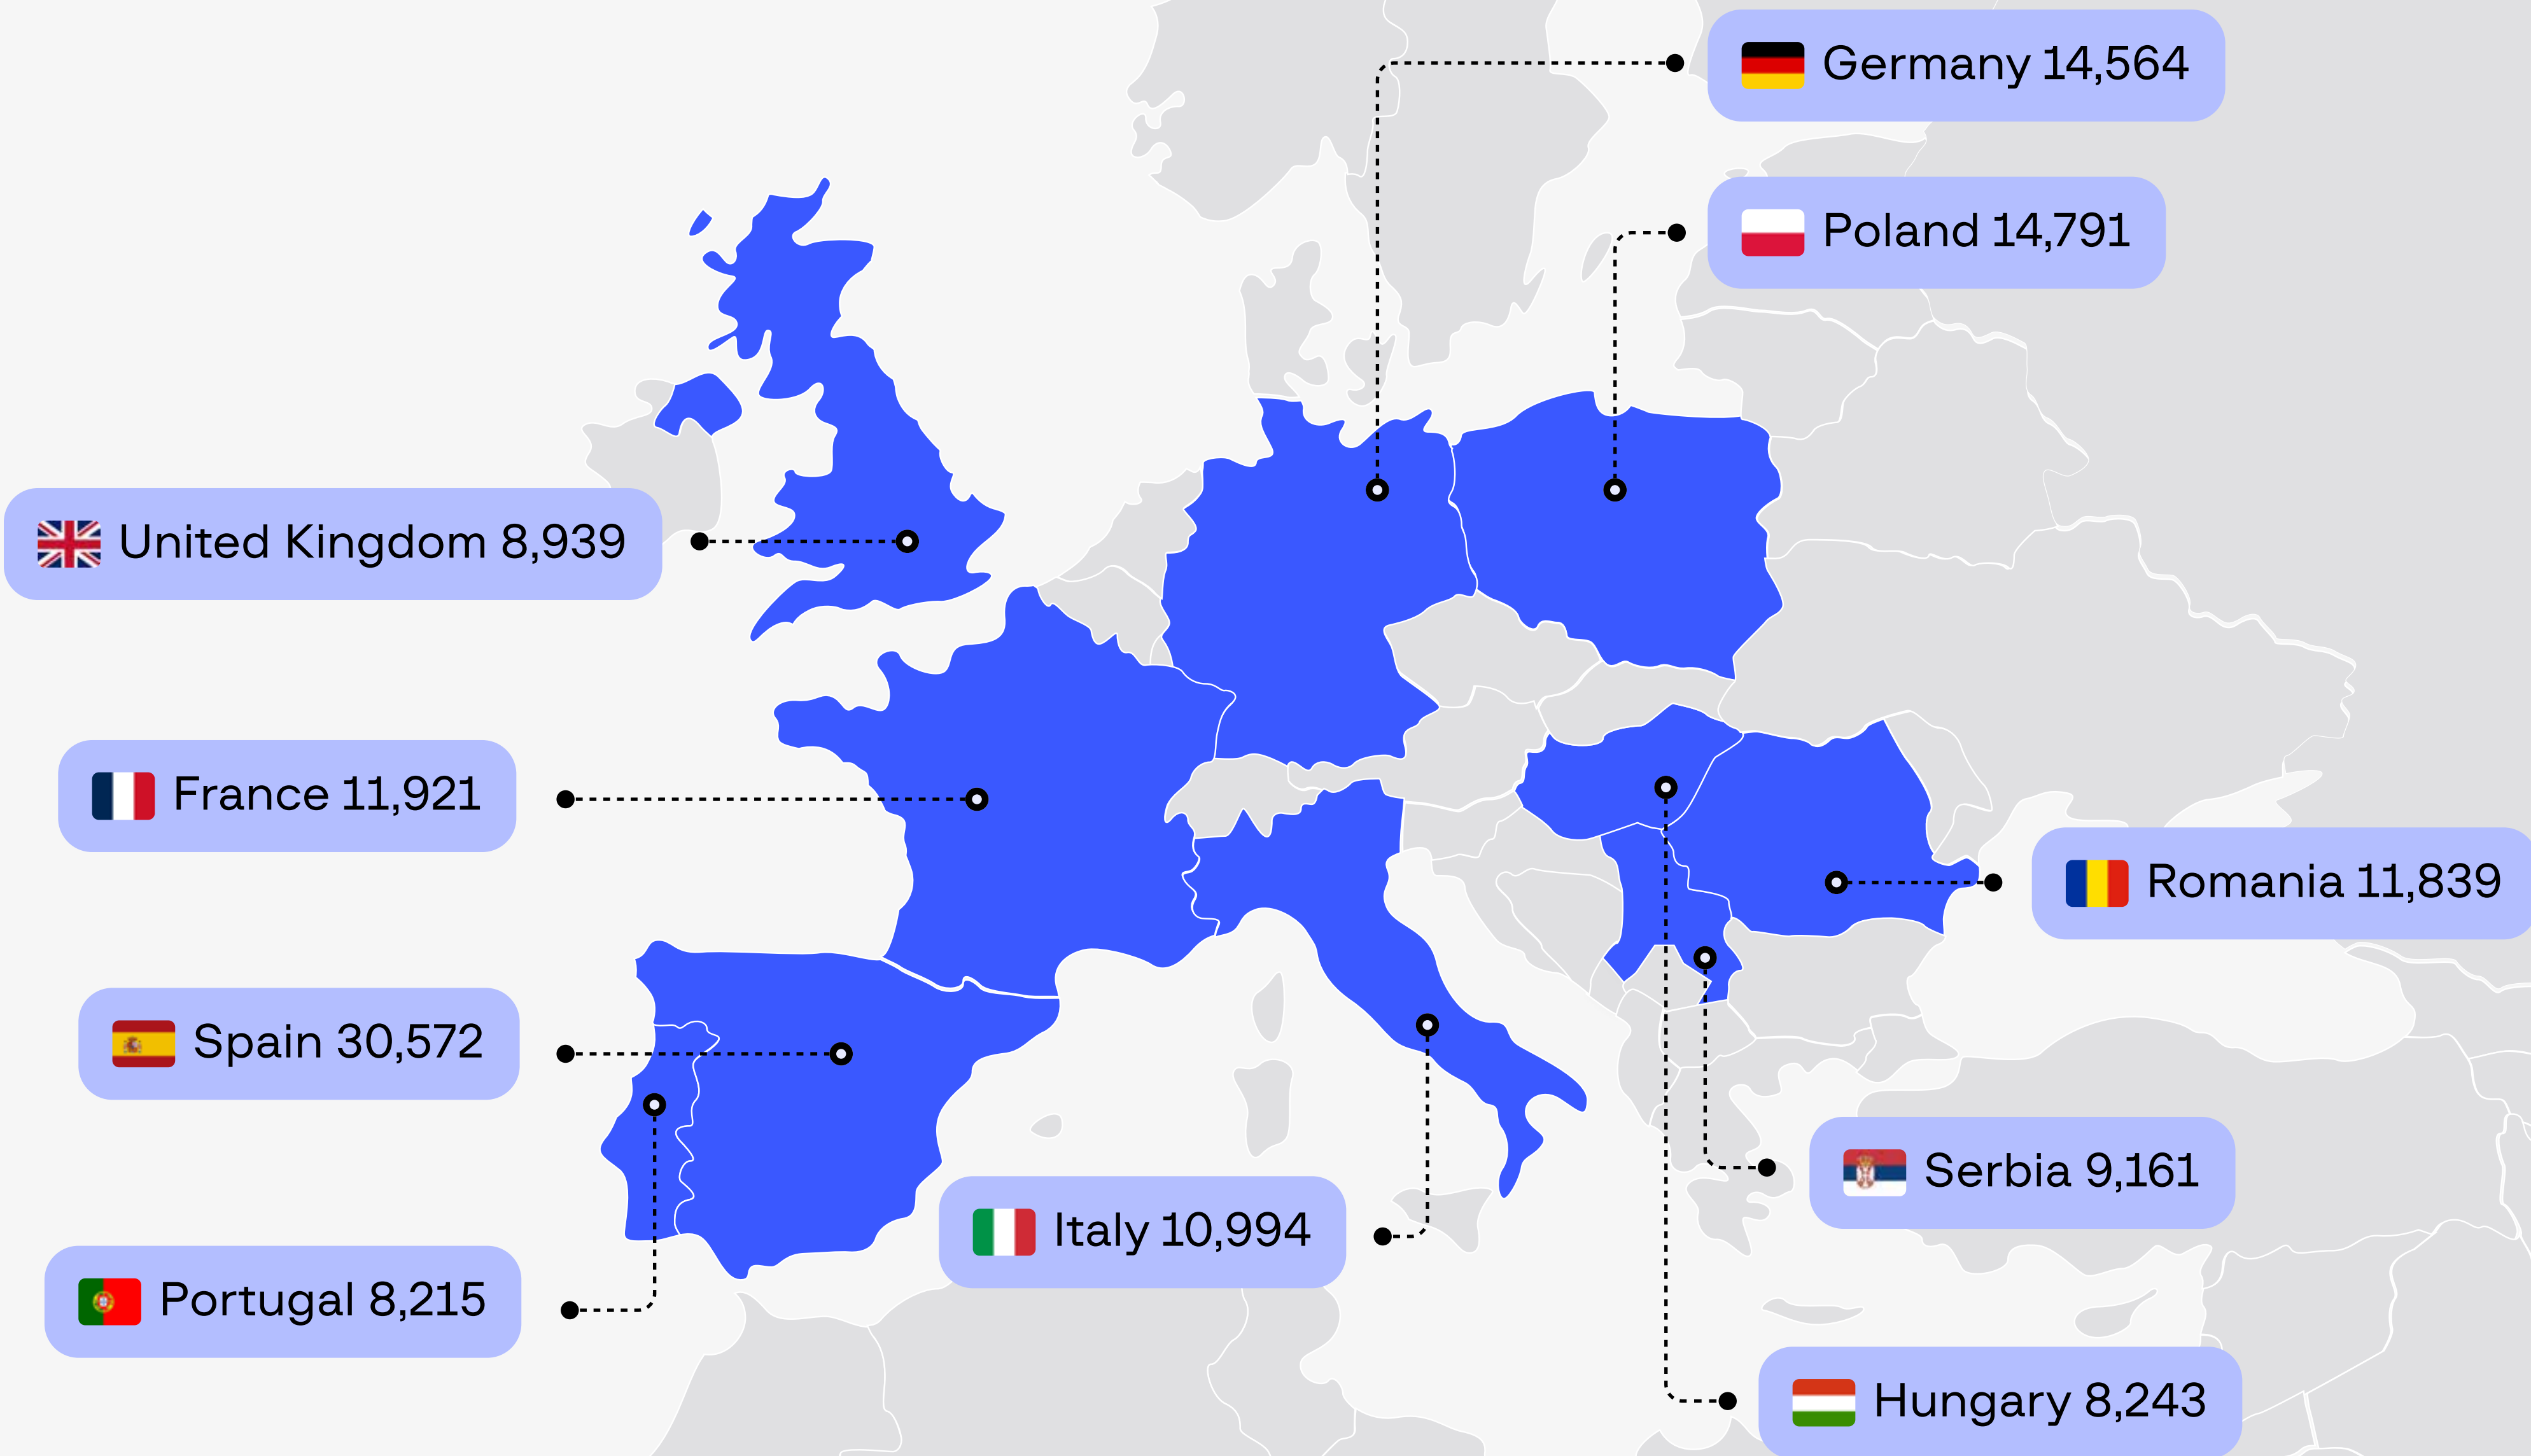 Germany 14,564
Poland 14,791
United Kingdom 8,939
France 11,921
Romania 11,839
Spain 30,572
Serbia 9,161
Italy 10,994
Portugal 8,215
Hungary 8,243